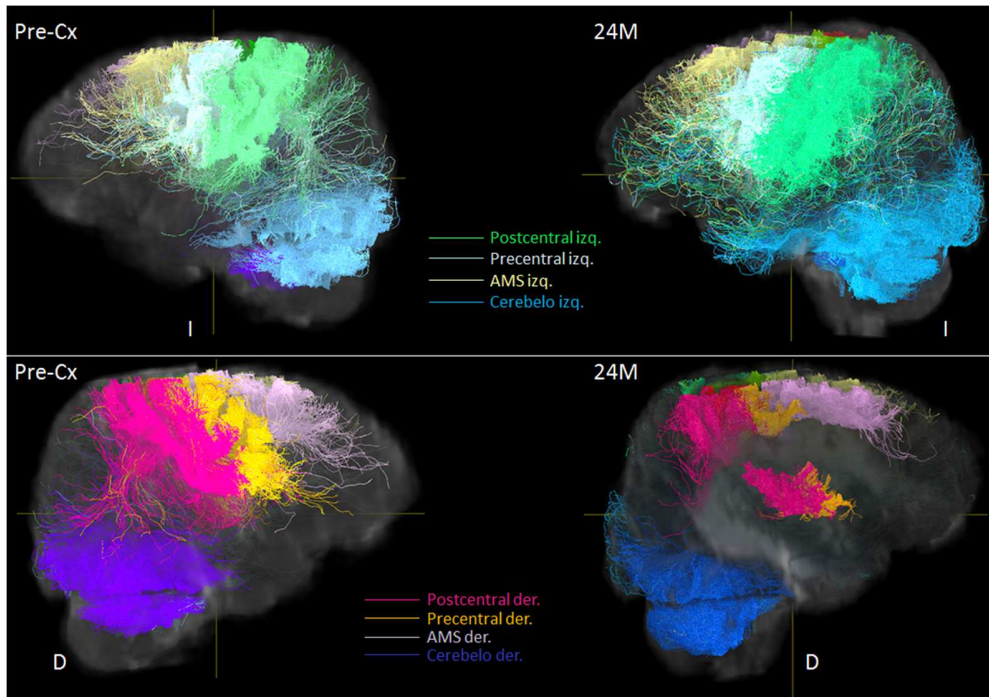 Pre-Cx
24M
Postcentral izq.
Precentral izq.
AMS izq.
Cerebelo izq.
I
I
Pre-Cx
24M
Postcentral der.
Precentral der.
AMS der.
Cerebelo der.
D
D